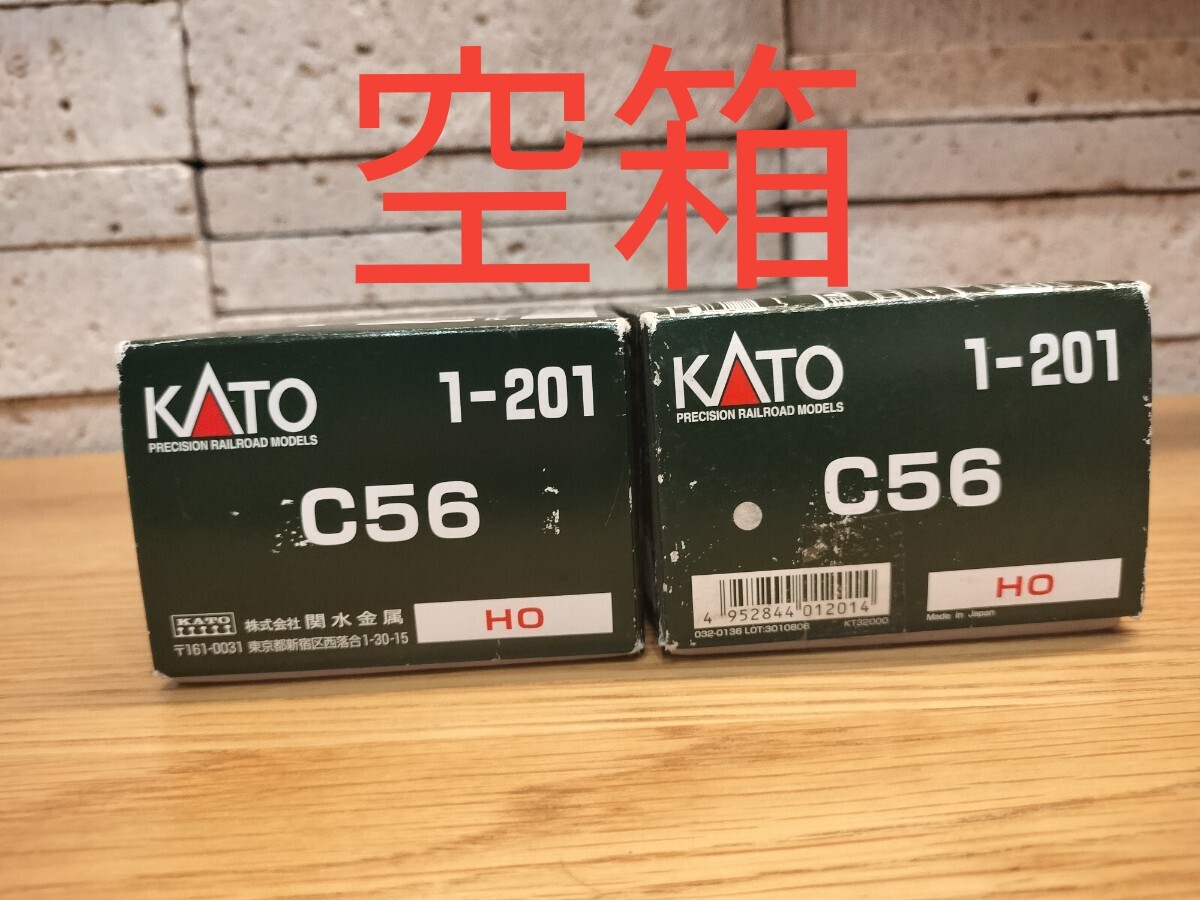 空箱
KATO
PRECISION RAILROAD MODELS
1-201
C56
KATO
株式会社 関水金属
〒161-0031 東京都新宿区西落合1-30-15
HO
KATO
PRECISION RAILROAD MODELS
1-201
C56
4 952844 012014
032-0136 LOT:3010806
KT32000
HO
Made in Japan